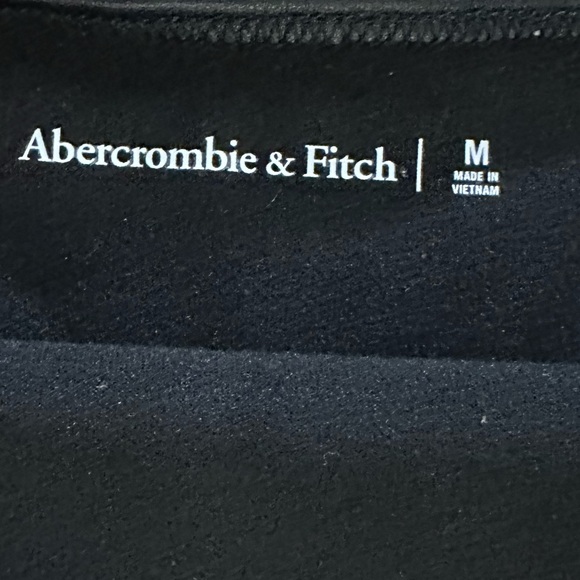 Abercrombie & Fitch | M
MADE IN
VIETNAM